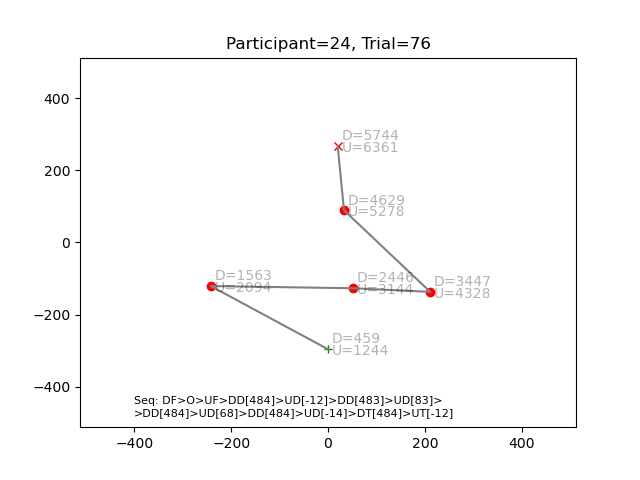 Participant=24, Trial=76
400
200
0
−200
−400
D=5744
U=6361
D=4629
U=5278
D=1563
U=2094
D=2446
U=3144
D=3447
U=4328
D=459
U=1244
Seq: DF>O>UF>DD[484]>UD[-12]>DD[483]>UD[83]>
>DD[484]>UD[68]>DD[484]>UD[-14]>DT[484]>UT[-12]
−400 −200 0 200 400